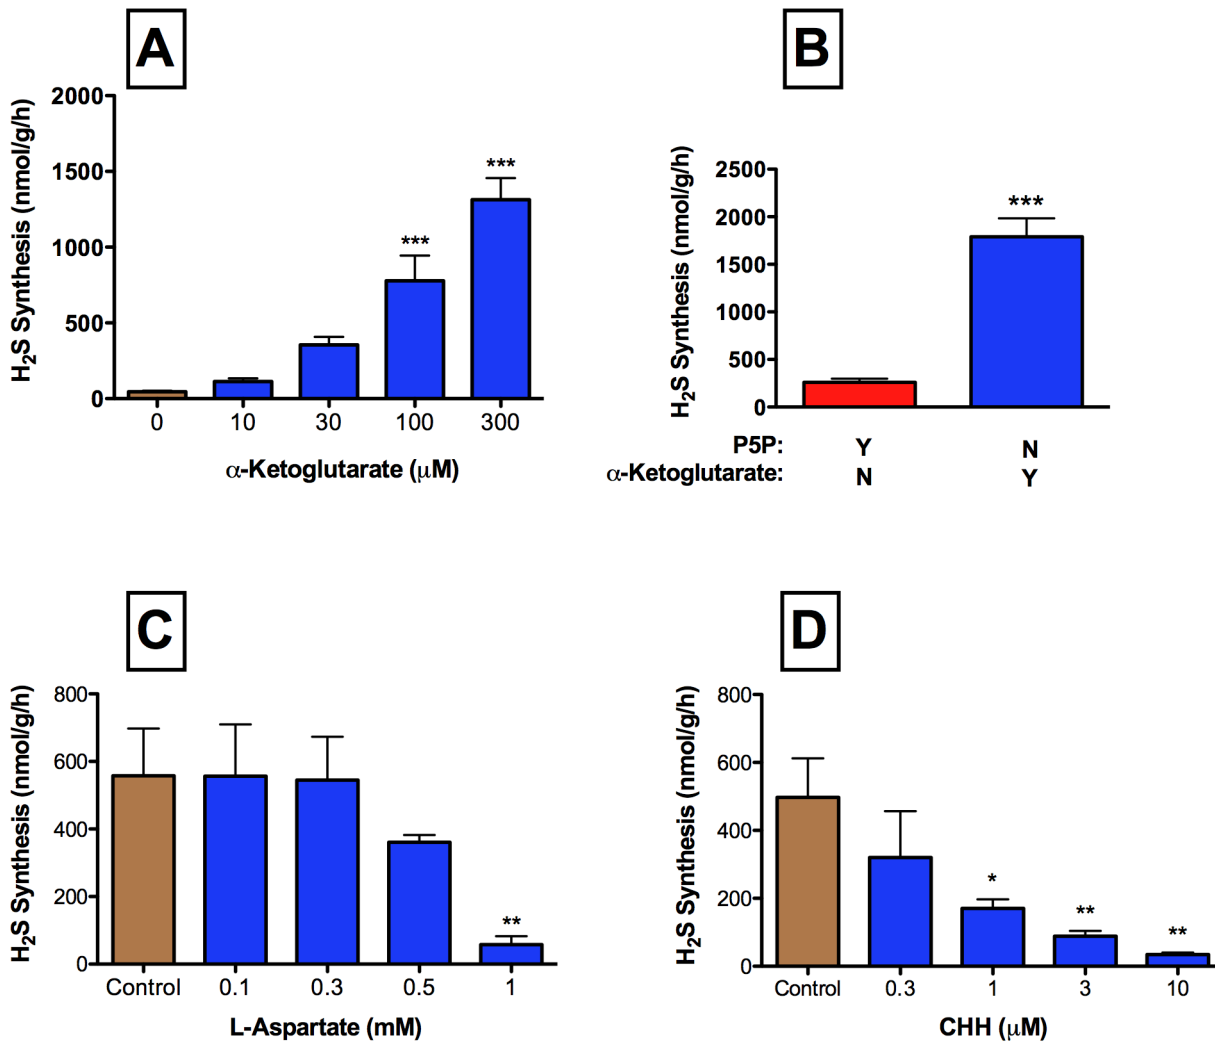 A
H₂S Synthesis (nmol/g/h)
2000
1500
1000
500
0
***
***
0 10 30 100 300
α-Ketoglutarate (μM)
B
H₂S Synthesis (nmol/g/h)
2500
2000
1500
1000
500
0
***
P5P: Y N
α-Ketoglutarate: N Y
C
H₂S Synthesis (nmol/g/h)
800
600
400
200
0
**
Control 0.1 0.3 0.5 1
L-Aspartate (mM)
D
H₂S Synthesis (nmol/g/h)
800
600
400
200
0
*
**
**
Control 0.3 1 3 10
CHH (μM)